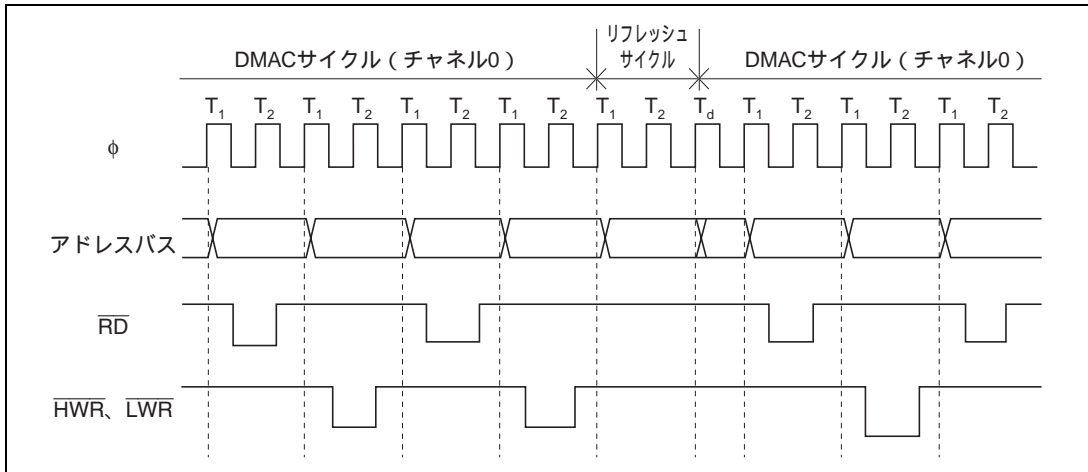 リフレッシュ
サイクル
DMACサイクル（チャネル0）
DMACサイクル（チャネル0）
T1 T2 T1 T2 T1 T2 T1 T2 T1 T2 Td T1 T2 T1 T2 T1 T2
φ
アドレスバス
RD
HWR、LWR